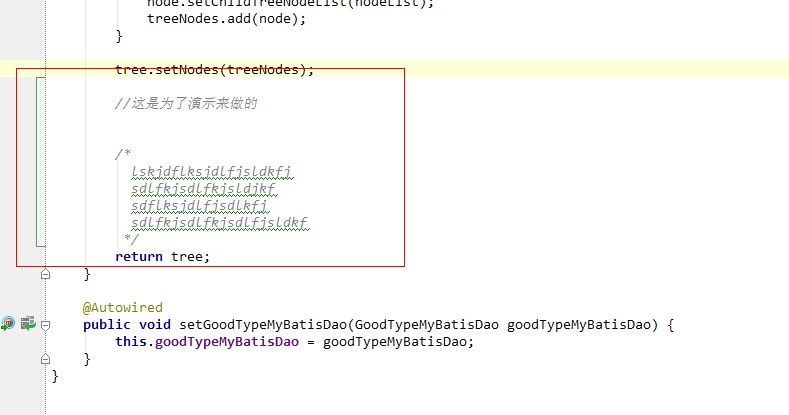 node.setChildTreeNodeList(nodeList);
treeNodes.add(node);
}
tree.setNodes(treeNodes);
//这是为了演示来做的
/*
lskjdflksjdlfjsldkfj
sdlfkjsdlfkjsldjkf
sdflksjdlfjsdlkfj
sdlfkjsdlfkjsdlfjsldkf
*/
return tree;
}
@Autowired
public void setGoodTypeMyBatisDao(GoodTypeMyBatisDao goodTypeMyBatisDao) {
this.goodTypeMyBatisDao = goodTypeMyBatisDao;
}
}